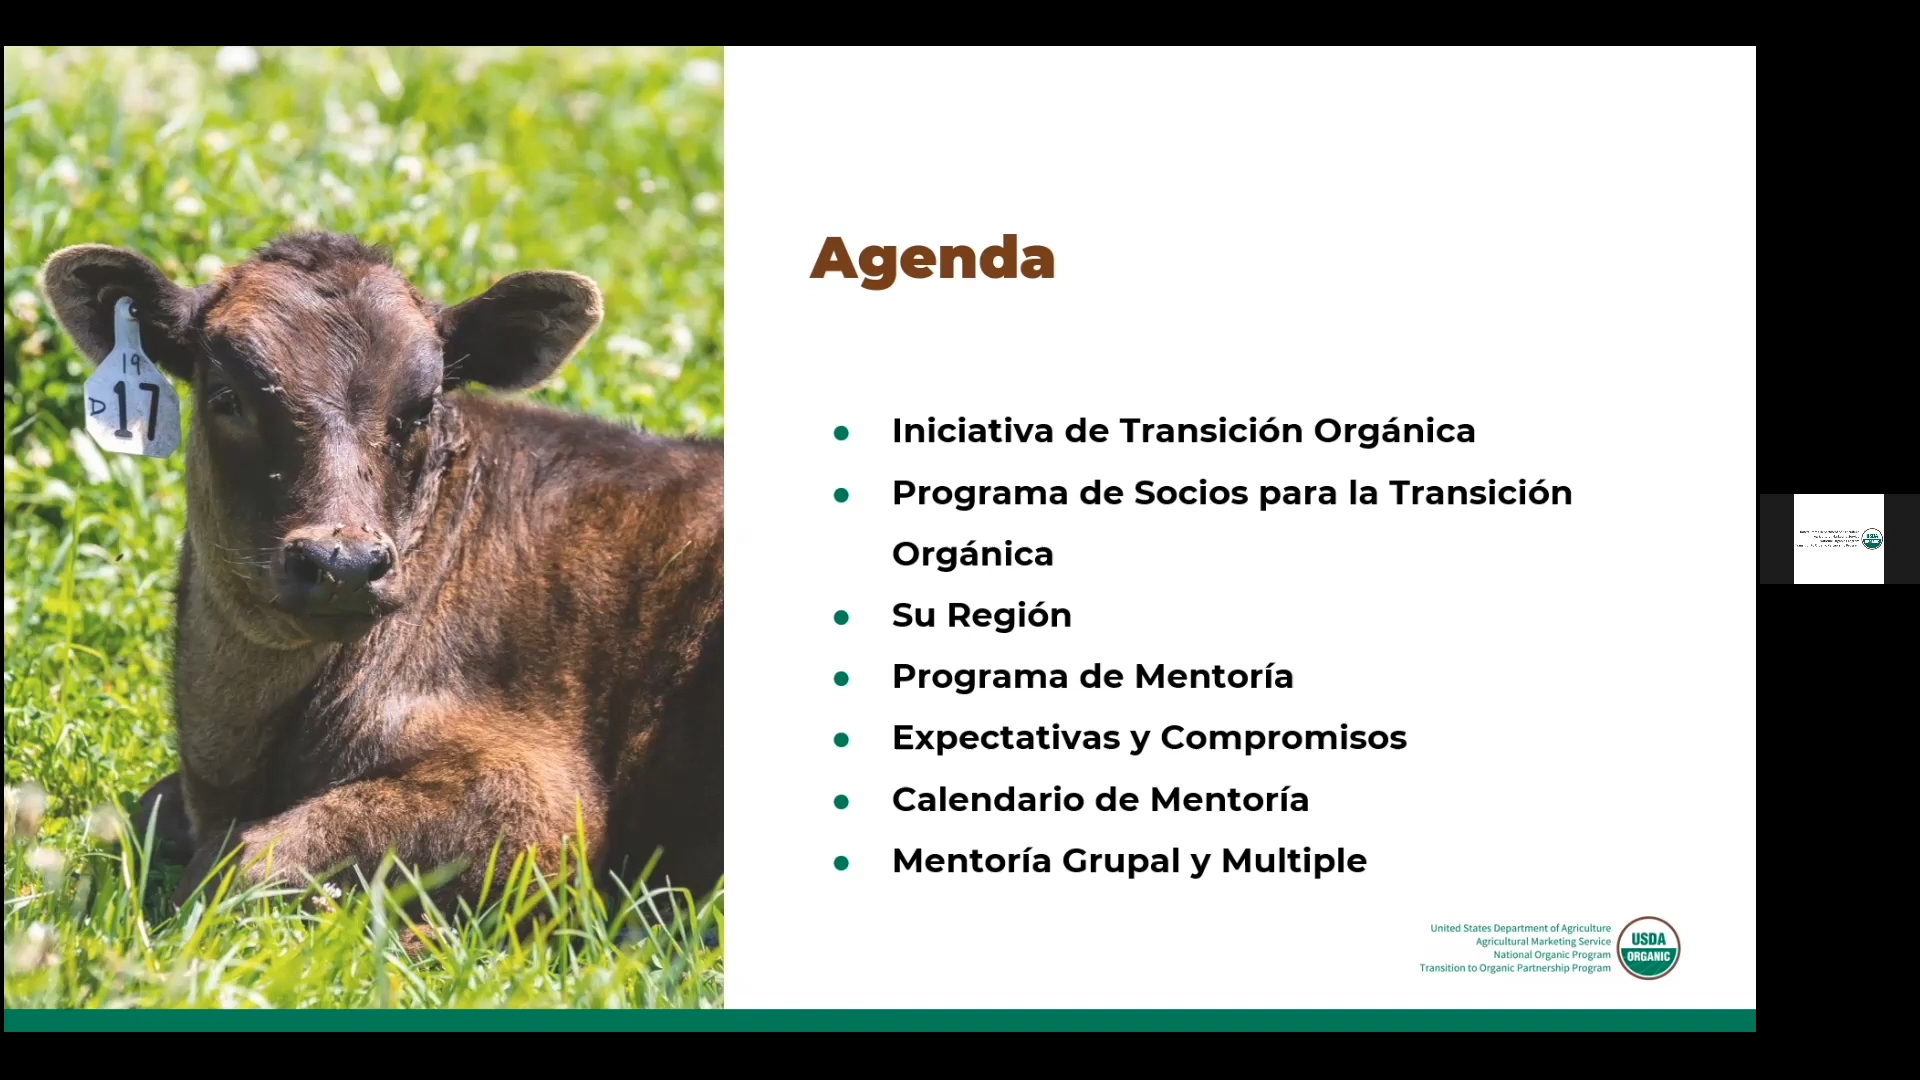 19
D 17
Agenda
Iniciativa de Transición Orgánica
Programa de Socios para la Transición
Orgánica
Su Región
Programa de Mentoría
Expectativas y Compromisos
Calendario de Mentoría
Mentoría Grupal y Multiple
United States Department of Agriculture
Agricultural Marketing Service
National Organic Program
Transition to Organic Partnership Program
USDA
ORGANIC